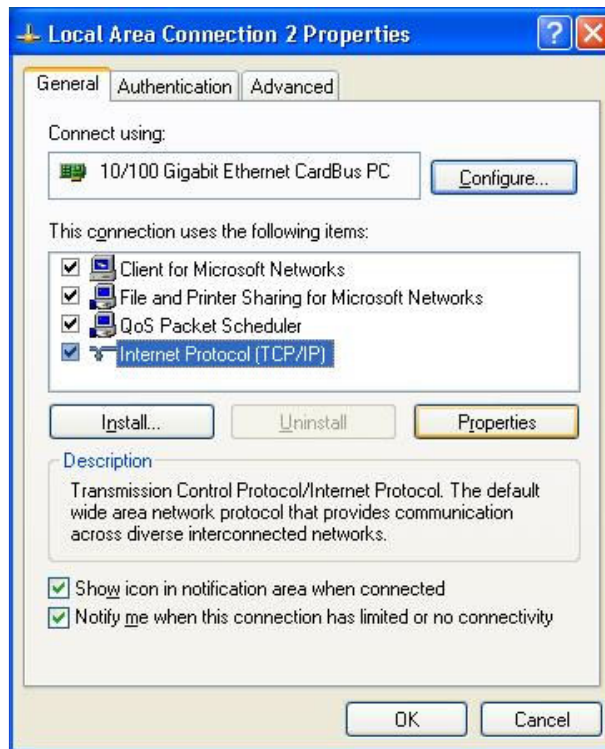 Local Area Connection 2 Properties
General Authentication Advanced
Connect using:
10/100 Gigabit Ethernet CardBus PC Configure...
This connection uses the following items:
Client for Microsoft Networks
File and Printer Sharing for Microsoft Networks
QoS Packet Scheduler
Internet Protocol (TCP/IP)
Install... Uninstall Properties
Description
Transmission Control Protocol/Internet Protocol. The default
wide area network protocol that provides communication
across diverse interconnected networks.
Show icon in notification area when connected
Notify me when this connection has limited or no connectivity
OK Cancel